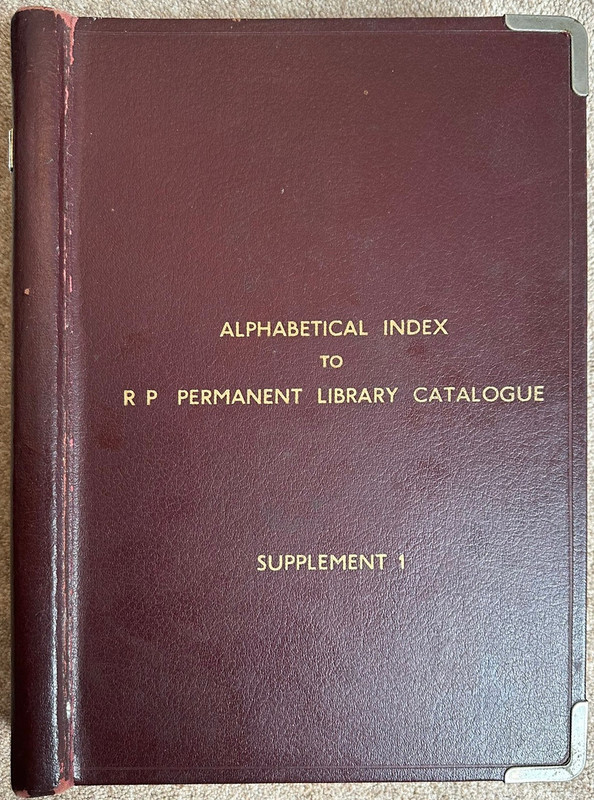 ALPHABETICAL INDEX
TO
R P PERMANENT LIBRARY CATALOGUE
SUPPLEMENT 1